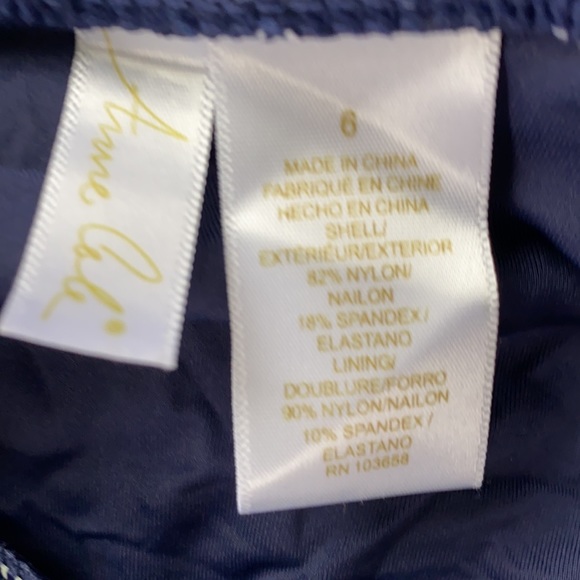 Anne Cole
6
MADE IN CHINA
FABRIQUÉ EN CHINE
HECHO EN CHINA
SHELL/
EXTÉRIEUR/EXTERIOR
82% NYLON/
NAILON
18% SPANDEX/
ELASTANO
LINING/
DOUBLURE/FORRO
90% NYLON/NAILON
10% SPANDEX/
ELASTANO
RN 103658